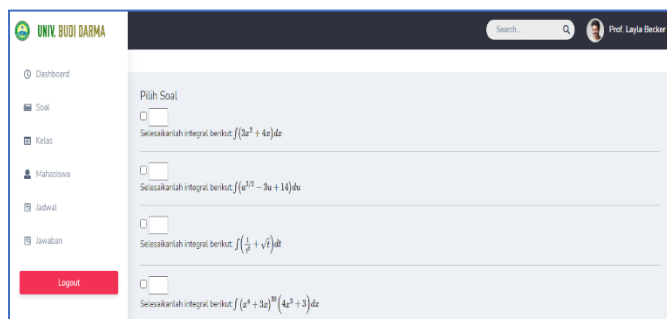 UNIV. BUDI DARMA
Search..
Prof. Layla Becker
Dashboard
Soal
Kelas
Mahasiswa
Jadwal
Jawaban
Logout
Pilih Soal
Selesaikanlah integral berikut: ∫(3x² + 4x)dx
Selesaikanlah integral berikut: ∫(u^{3/2} − 3u + 14)du
Selesaikanlah integral berikut: ∫(1/t² + √t)dt
Selesaikanlah integral berikut: ∫(x⁴ + 3x)³⁰(4x³ + 3)dx